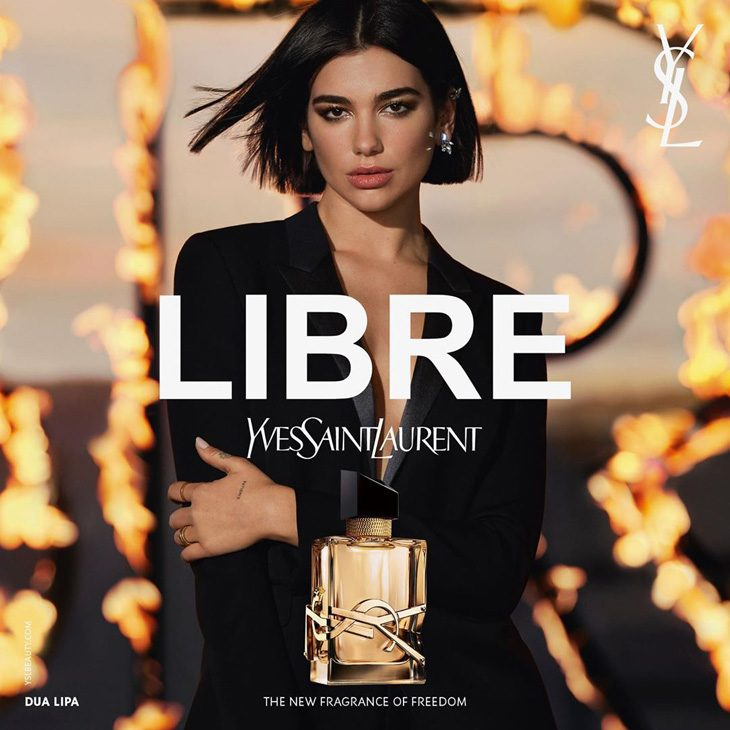 YSL
LIBRE
YVESSAINTLAURENT
YSLBEAUTY.COM
DUA LIPA
THE NEW FRAGRANCE OF FREEDOM